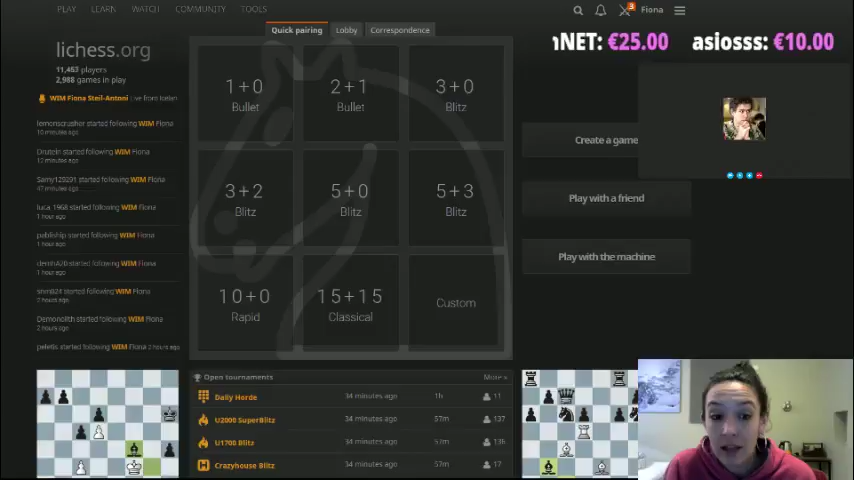 PLAY LEARN WATCH COMMUNITY TOOLS
3
Fiona
Quick pairing Lobby Correspondence
NET: €25.00 asiosss: €10.00
lichess.org
11,453 players
2,988 games in play
WIM Fiona Steil-Antoni
lemonscrusher started following WIM Fiona
10 minutes ago
started following WIM Fiona
12 minutes ago
started following WIM Fiona
47 minutes ago
luca_1968 started following WIM Fiona
1 hour ago
publiship started following WIM Fiona
1 hour ago
started following WIM Fiona
1 hour ago
started following WIM Fiona
2 hours ago
Demonolith started following WIM Fiona
2 hours ago
peletis started following WIM Fiona 2 hours ago
1+0
Bullet
2+1
Bullet
3+0
Blitz
3+2
Blitz
5+0
Blitz
5+3
Blitz
10+0
Rapid
15+15
Classical
Custom
Create a game
Play with a friend
Play with the machine
Open tournaments More »
Daily Horde 34 minutes ago 1h 11
U2000 SuperBlitz 34 minutes ago 57m 137
U1700 Blitz 34 minutes ago 57m 136
Crazyhouse Blitz 34 minutes ago 57m 17